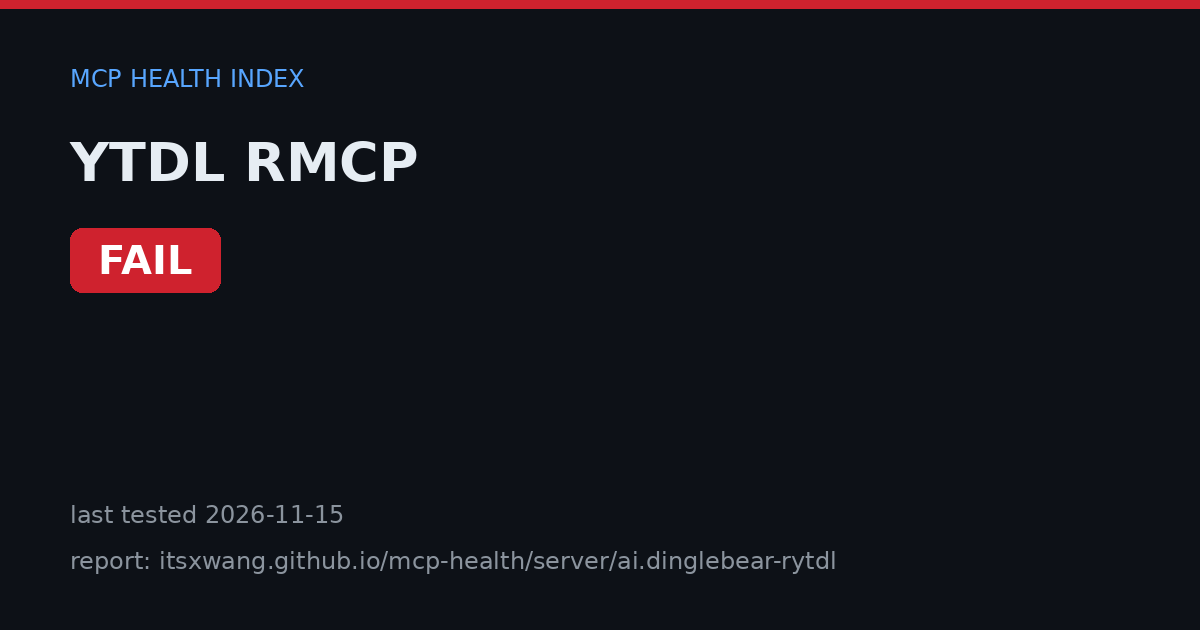 MCP HEALTH INDEX
YTDL RMCP
FAIL
last tested 2026-11-15
report: itsxwang.github.io/mcp-health/server/ai.dinglebear-rytdl